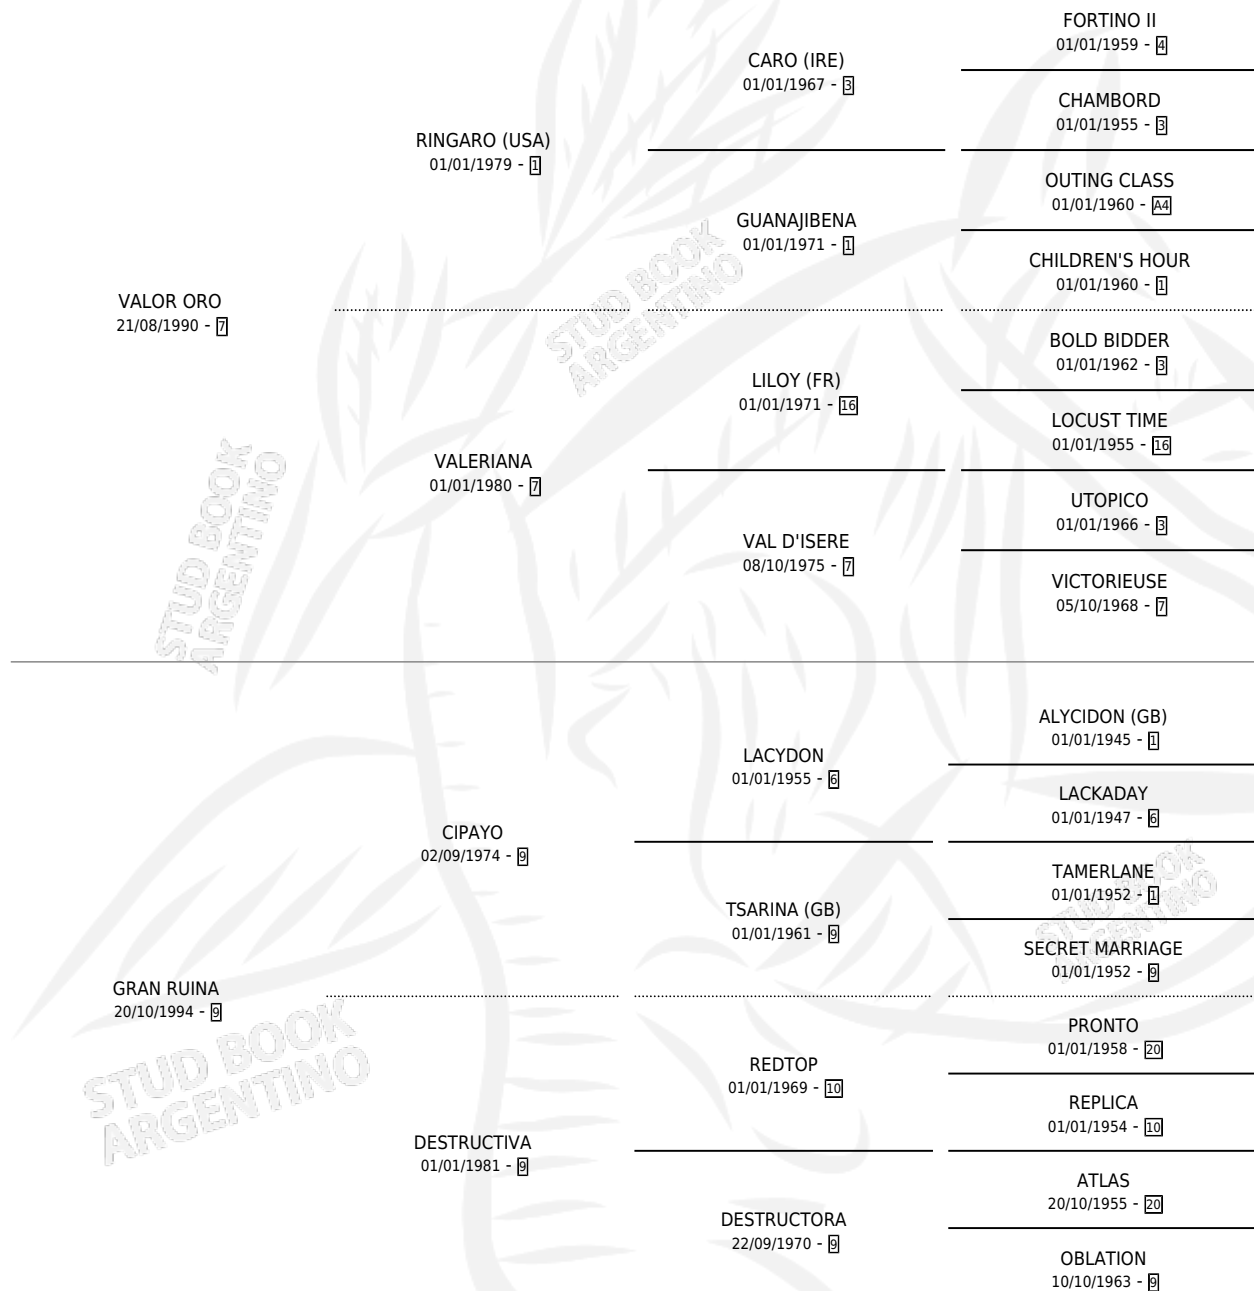 FORTINO II
01/01/1959 - 4
CARO (IRE)
01/01/1967 - 3
CHAMBORD
01/01/1955 - 3
RINGARO (USA)
01/01/1979 - 1
OUTING CLASS
01/01/1960 - A4
GUANAJIBENA
01/01/1971 - 1
CHILDREN'S HOUR
01/01/1960 - 1
VALOR ORO
21/08/1990 - 7
BOLD BIDDER
01/01/1962 - 3
LILOY (FR)
01/01/1971 - 16
LOCUST TIME
01/01/1955 - 16
VALERIANA
01/01/1980 - 7
UTOPICO
01/01/1966 - 3
VAL D'ISERE
08/10/1975 - 7
VICTORIEUSE
05/10/1968 - 7
ALYCIDON (GB)
01/01/1945 - 1
LACYDON
01/01/1955 - 6
LACKADAY
01/01/1947 - 6
CIPAYO
02/09/1974 - 9
TAMERLANE
01/01/1952 - 1
TSARINA (GB)
01/01/1961 - 9
SECRET MARRIAGE
01/01/1952 - 9
GRAN RUINA
20/10/1994 - 9
PRONTO
01/01/1958 - 20
REDTOP
01/01/1969 - 10
REPLICA
01/01/1954 - 10
DESTRUCTIVA
01/01/1981 - 9
ATLAS
20/10/1955 - 20
DESTRUCTORA
22/09/1970 - 9
OBLATION
10/10/1963 - 9
STUD BOOK
ARGENTINO
STUD BOOK
ARGENTINO
STUD BOOK
ARGENTINO
STUD BOOK
ARGENTINO